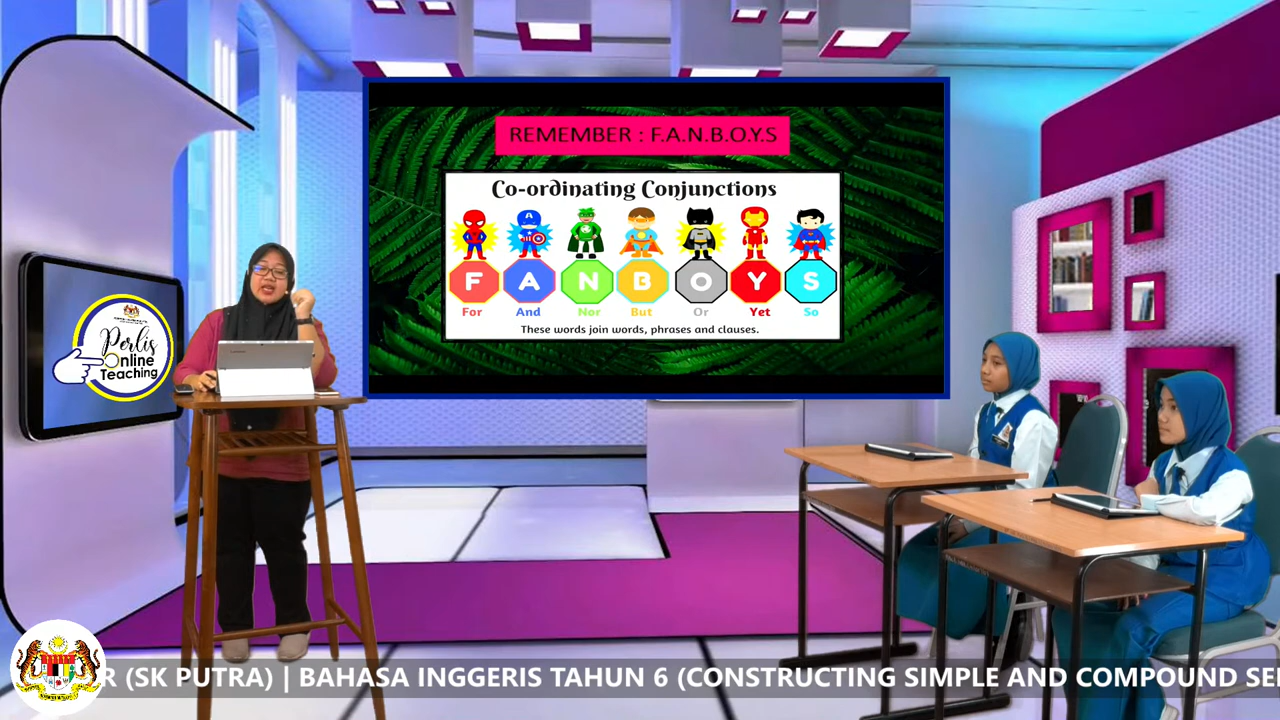 REMEMBER : F.A.N.B.O.Y.S
Co-ordinating Conjunctions
F A N B O Y S
For And Nor But Or Yet So
These words join words, phrases and clauses.
Perlis
Online
Teaching
R (SK PUTRA) | BAHASA INGGERIS TAHUN 6 (CONSTRUCTING SIMPLE AND COMPOUND SE